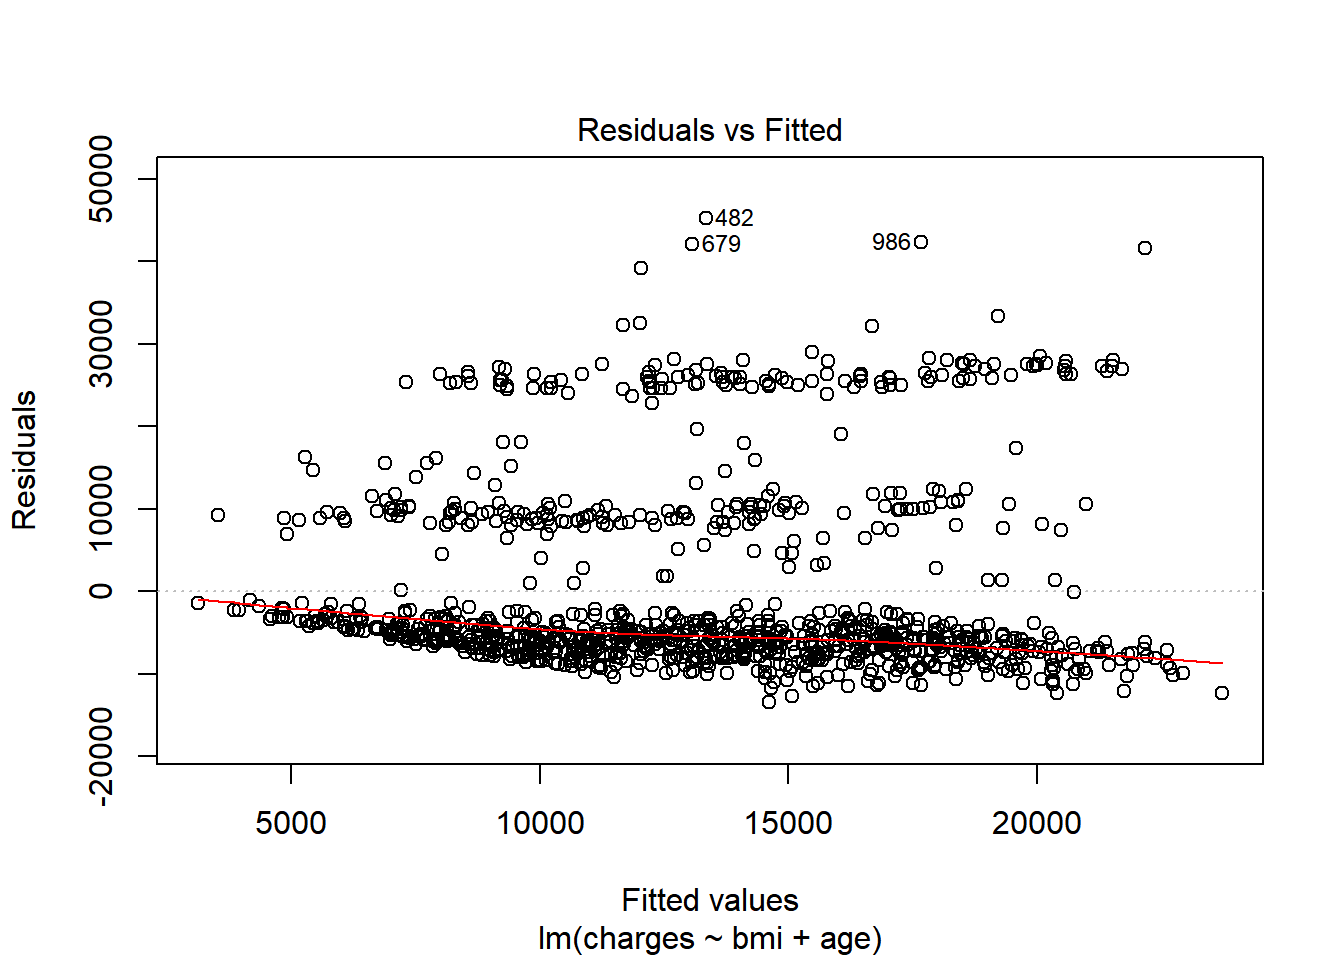 Residuals vs Fitted
Residuals
50000
30000
10000
0
-20000
482
679
986
5000 10000 15000 20000
Fitted values
lm(charges ~ bmi + age)